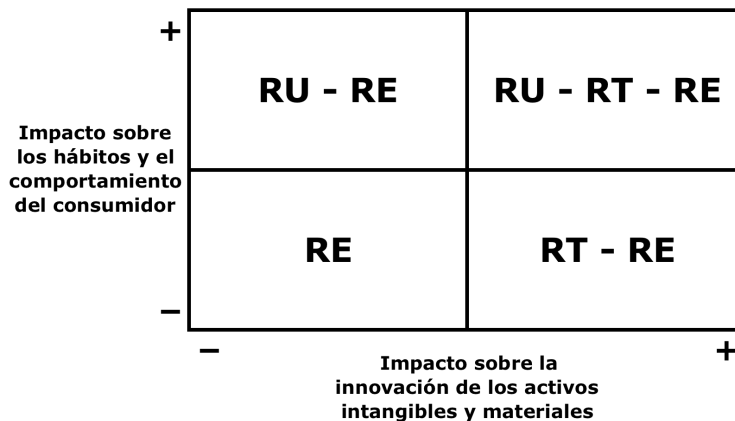 +
RU - RE
RU - RT - RE
Impacto sobre
los hábitos y el
comportamiento
del consumidor
RE
RT - RE
−
−
+
Impacto sobre la
innovación de los activos
intangibles y materiales